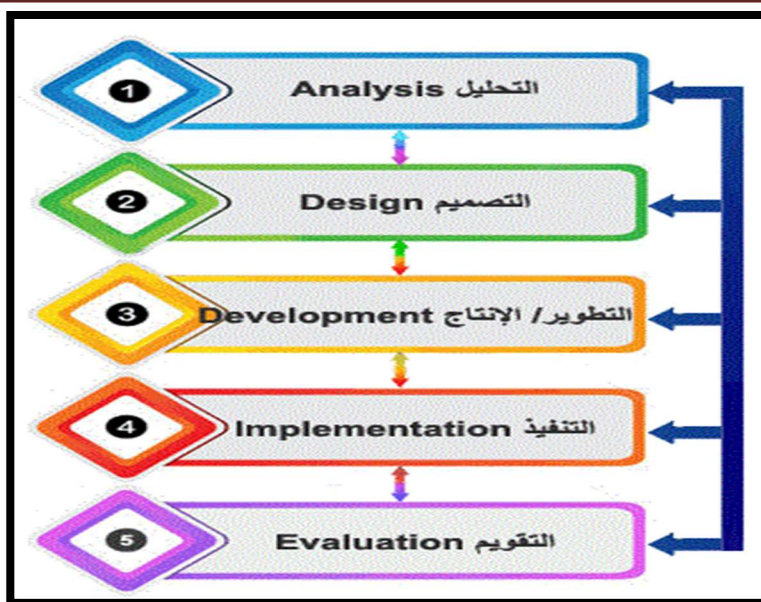 1
التحليل Analysis
2
التصميم Design
3
التطوير/ الإنتاج Development
4
التنفيذ Implementation
5
التقويم Evaluation